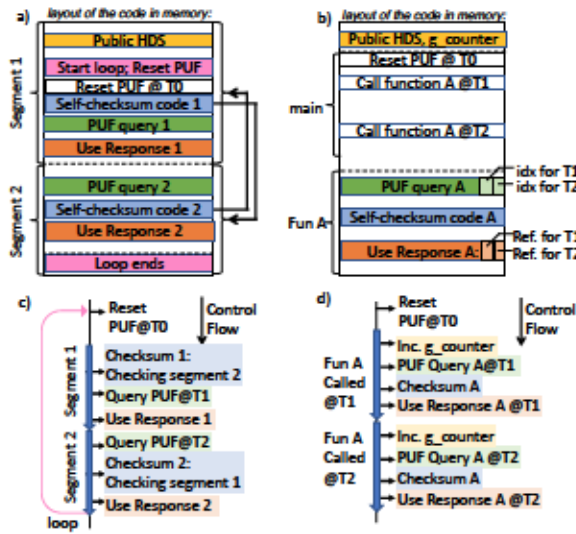 layout of the code in memory:
a)
Public HDS
Segment 1
Start loop; Reset PUF
Reset PUF @ T0
Self-checksum code 1
PUF query 1
Use Response 1
Segment 2
PUF query 2
Self-checksum code 2
Use Response 2
Loop ends
layout of the code in memory:
b)
Public HDS, g_counter
Reset PUF @ T0
Call function A @T1
main
Call function A @T2
idx for T1
PUF query A
idx for T2
Fun A
Self-checksum code A
Ref. for T1
Use Response A:
Ref. for T2
c)
Reset
PUF@T0
Control
Flow
Segment 1
Checksum 1:
Checking segment 2
Query PUF@T1
Use Response 1
Segment 2
Query PUF@T2
Checksum 2:
Checking segment 1
Use Response 2
loop
d)
Reset
PUF@T0
Control
Flow
Fun A
Called
@T1
Inc. g_counter
PUF Query A@T1
Checksum A
Use Response A @T1
Fun A
Called
@T2
Inc. g_counter
PUF Query A@T2
Checksum A
Use Response A @T2